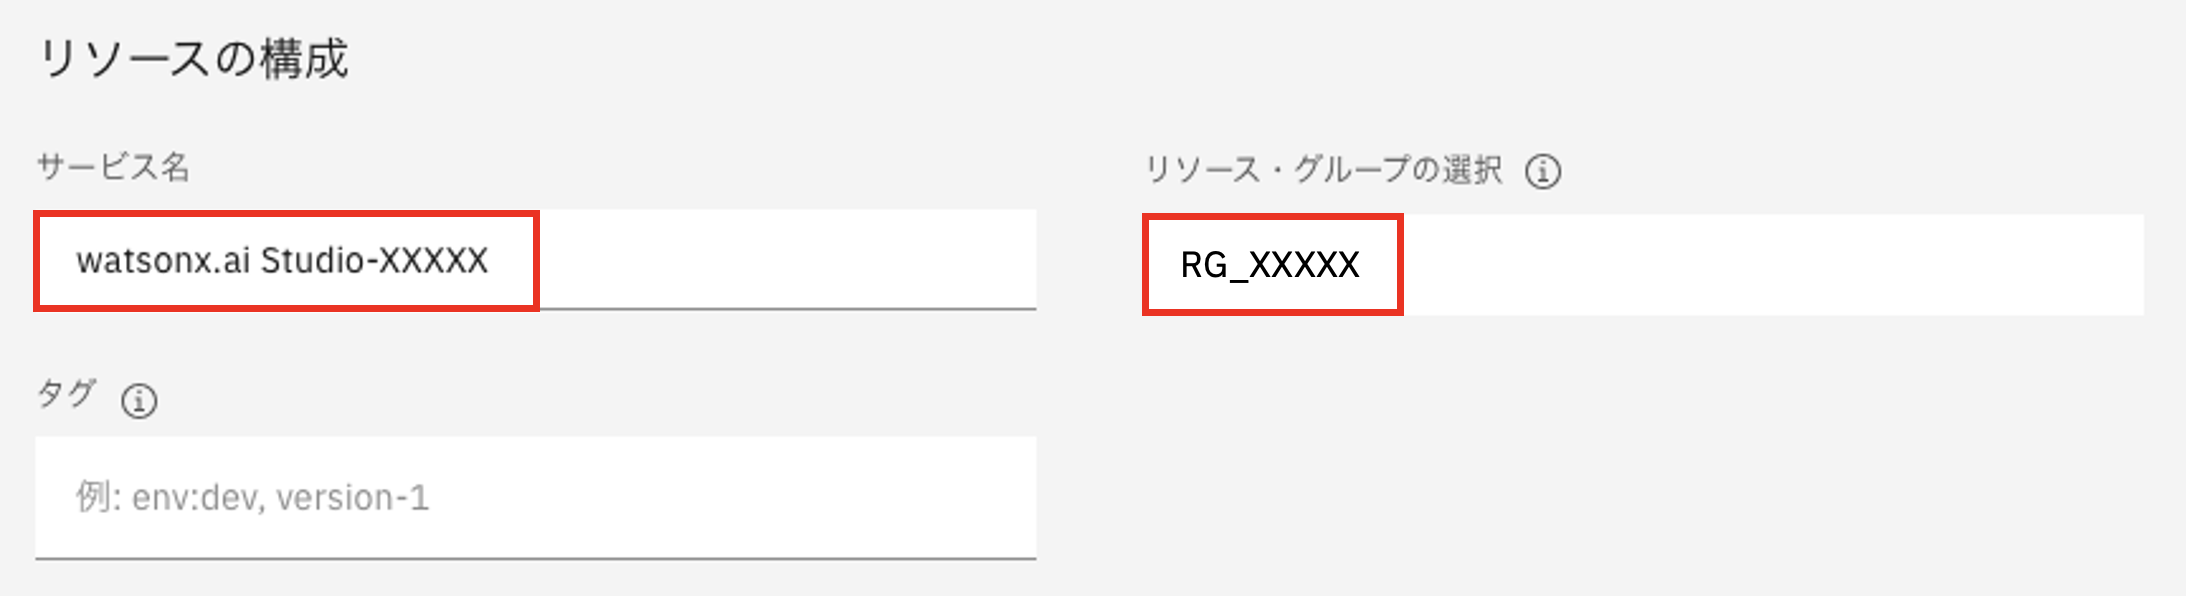 リソースの構成
サービス名
watsonx.ai Studio-XXXXX
リソース・グループの選択
RG_XXXXX
タグ
例: env:dev, version-1